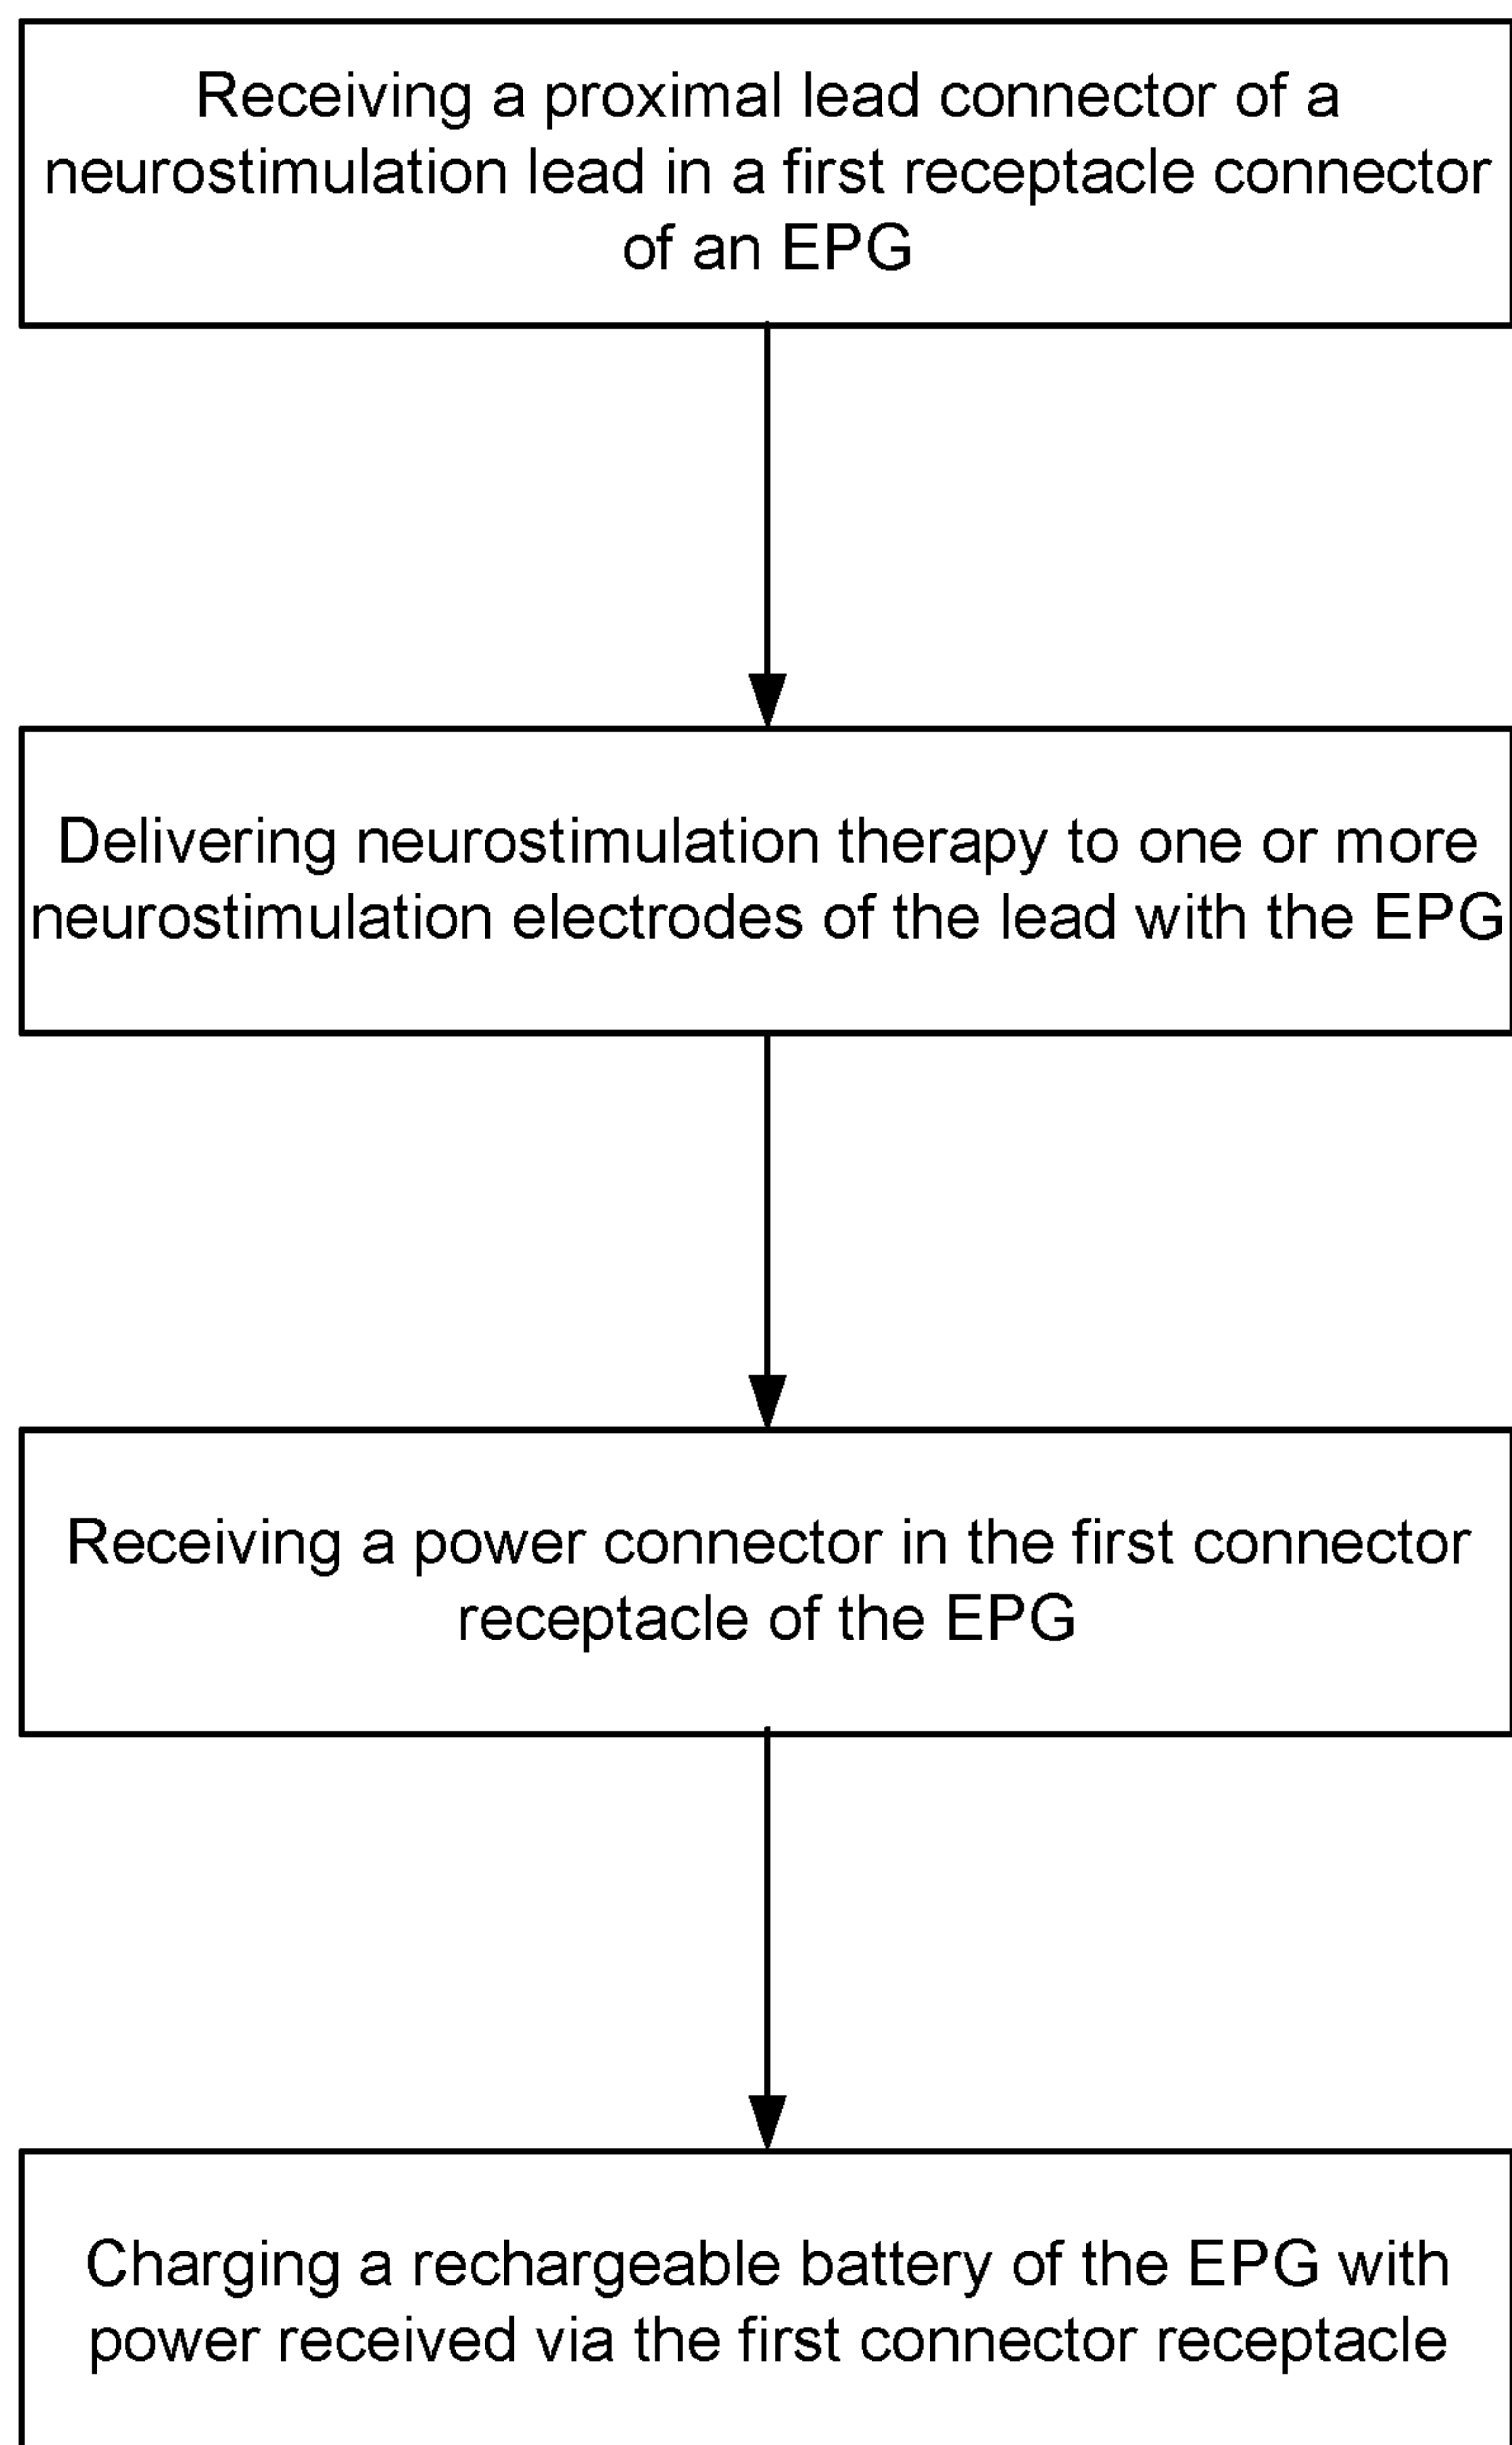 Receiving a proximal lead connector of a
neurostimulation lead in a first receptacle connector
of an EPG
Delivering neurostimulation therapy to one or more
neurostimulation electrodes of the lead with the EPG
Receiving a power connector in the first connector
receptacle of the EPG
Charging a rechargeable battery of the EPG with
power received via the first connector receptacle